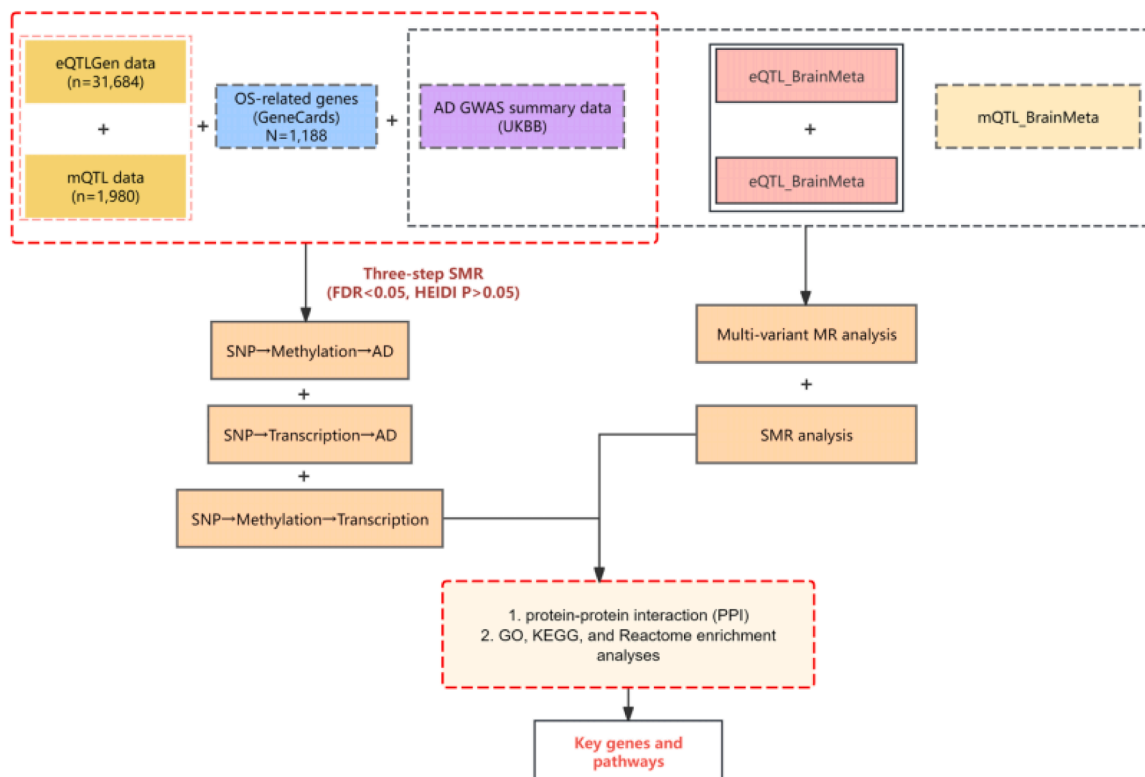 eQTLGen data
(n=31,684)
+
mQTL data
(n=1,980)
+
OS-related genes
(GeneCards)
N=1,188
+
AD GWAS summary data
(UKBB)
eQTL_BrainMeta
+
eQTL_BrainMeta
mQTL_BrainMeta
Three-step SMR
(FDR<0.05, HEIDI P>0.05)
SNP→Methylation→AD
+
SNP→Transcription→AD
+
SNP→Methylation→Transcription
Multi-variant MR analysis
+
SMR analysis
1. protein-protein interaction (PPI)
2. GO, KEGG, and Reactome enrichment
analyses
Key genes and
pathways